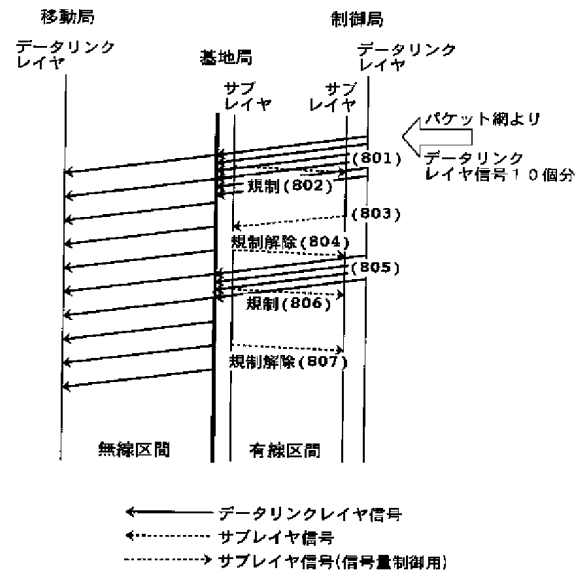 移動局
データリンク
レイヤ
基地局
サブ
レイヤ
制御局
サブ
レイヤ
データリンク
レイヤ
パケット網より
データリンク
レイヤ信号10個分
(801)
規制(802)
(803)
規制解除(804)
(805)
規制(806)
規制解除(807)
無線区間
有線区間
データリンクレイヤ信号
サブレイヤ信号
サブレイヤ信号(信号量制御用)